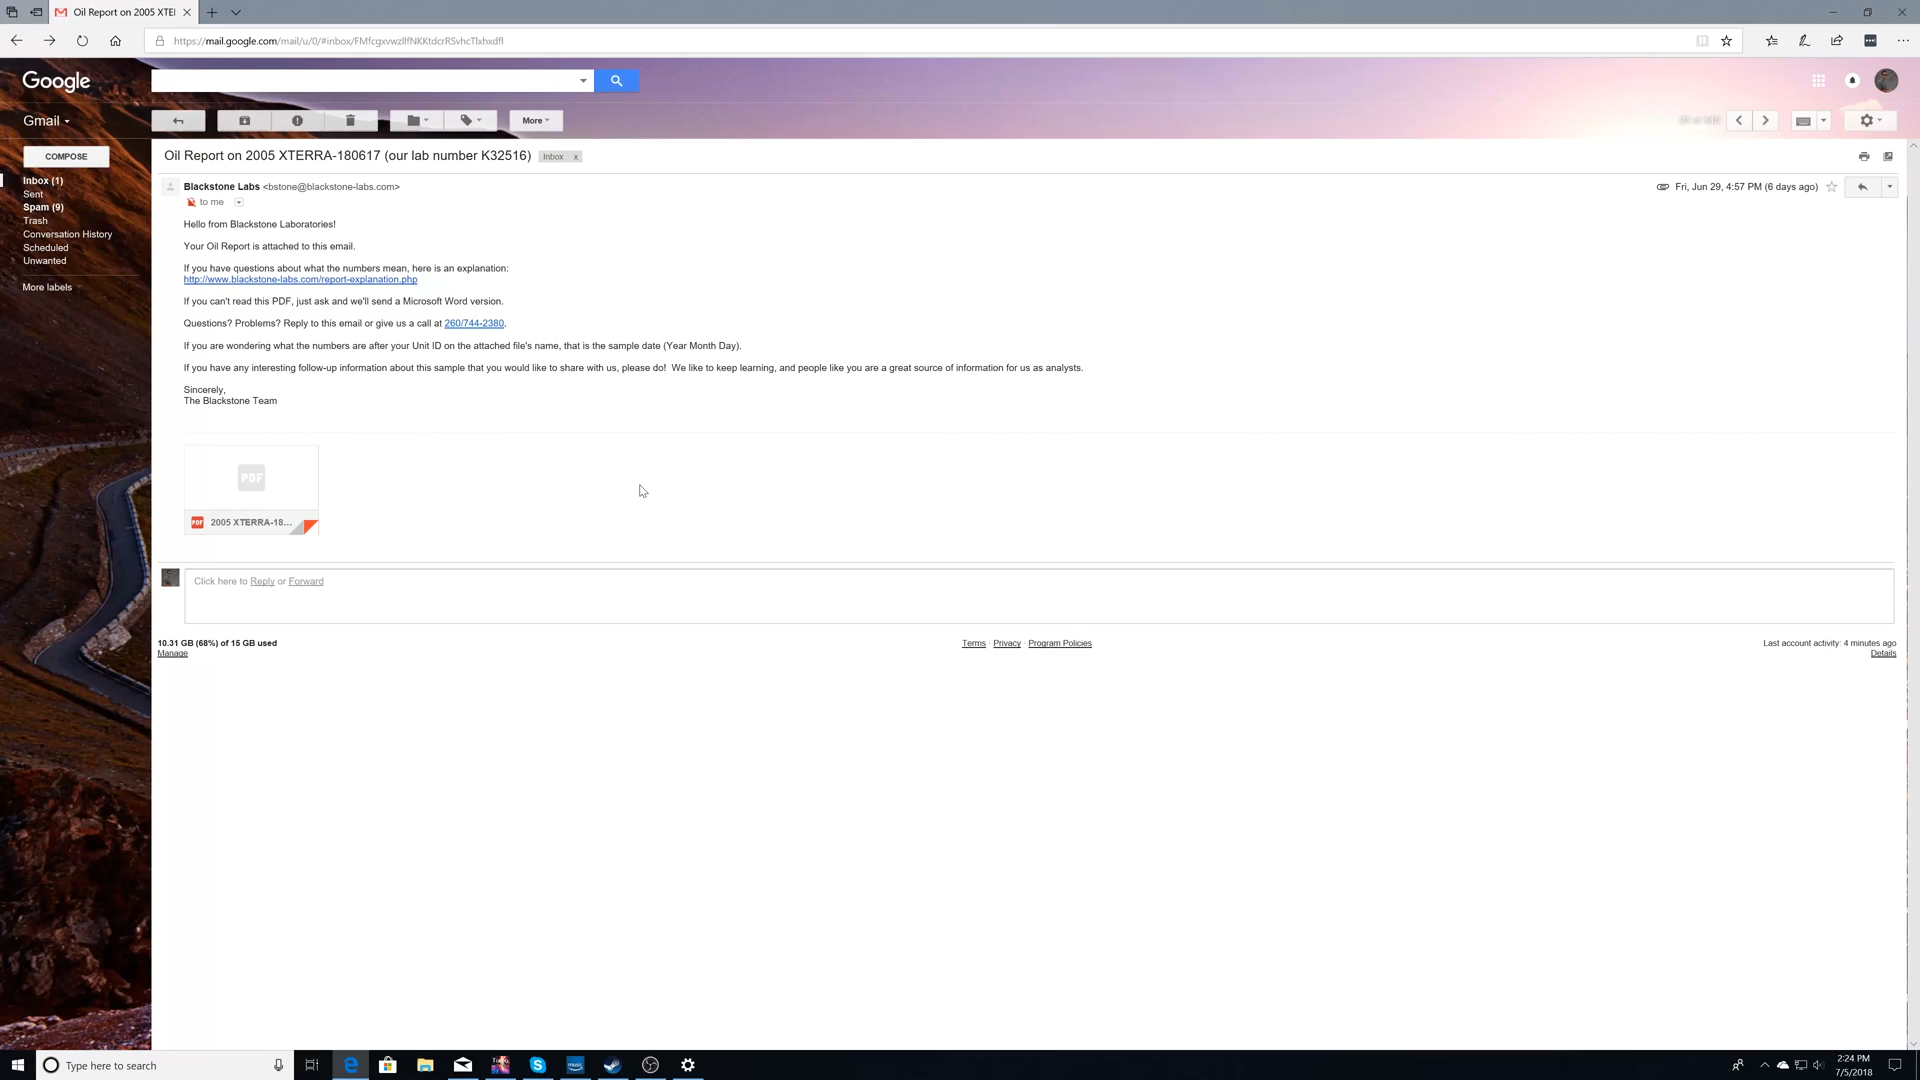 Oil Report on 2005 XTEI
https://mail.google.com/mail/u/0/#inbox/FMfcgxvwzllfNKKtdcrRSvhcTlxhxdfl
Google
Gmail
More
COMPOSE
Inbox (1)
Sent
Spam (9)
Trash
Conversation History
Scheduled
Unwanted
More labels
Oil Report on 2005 XTERRA-180617 (our lab number K32516) Inbox x
Blackstone Labs <bstone@blackstone-labs.com> Fri, Jun 29, 4:57 PM (6 days ago)
to me
Hello from Blackstone Laboratories!
Your Oil Report is attached to this email.
If you have questions about what the numbers mean, here is an explanation:
http://www.blackstone-labs.com/report-explanation.php
If you can't read this PDF, just ask and we'll send a Microsoft Word version.
Questions? Problems? Reply to this email or give us a call at 260/744-2380.
If you are wondering what the numbers are after your Unit ID on the attached file's name, that is the sample date (Year Month Day).
If you have any interesting follow-up information about this sample that you would like to share with us, please do! We like to keep learning, and people like you are a great source of information for us as analysts.
Sincerely,
The Blackstone Team
PDF
PDF 2005 XTERRA-18...
Click here to Reply or Forward
10.31 GB (68%) of 15 GB used
Manage
Terms · Privacy · Program Policies
Last account activity: 4 minutes ago
Details
Type here to search
music
2:24 PM
7/5/2018